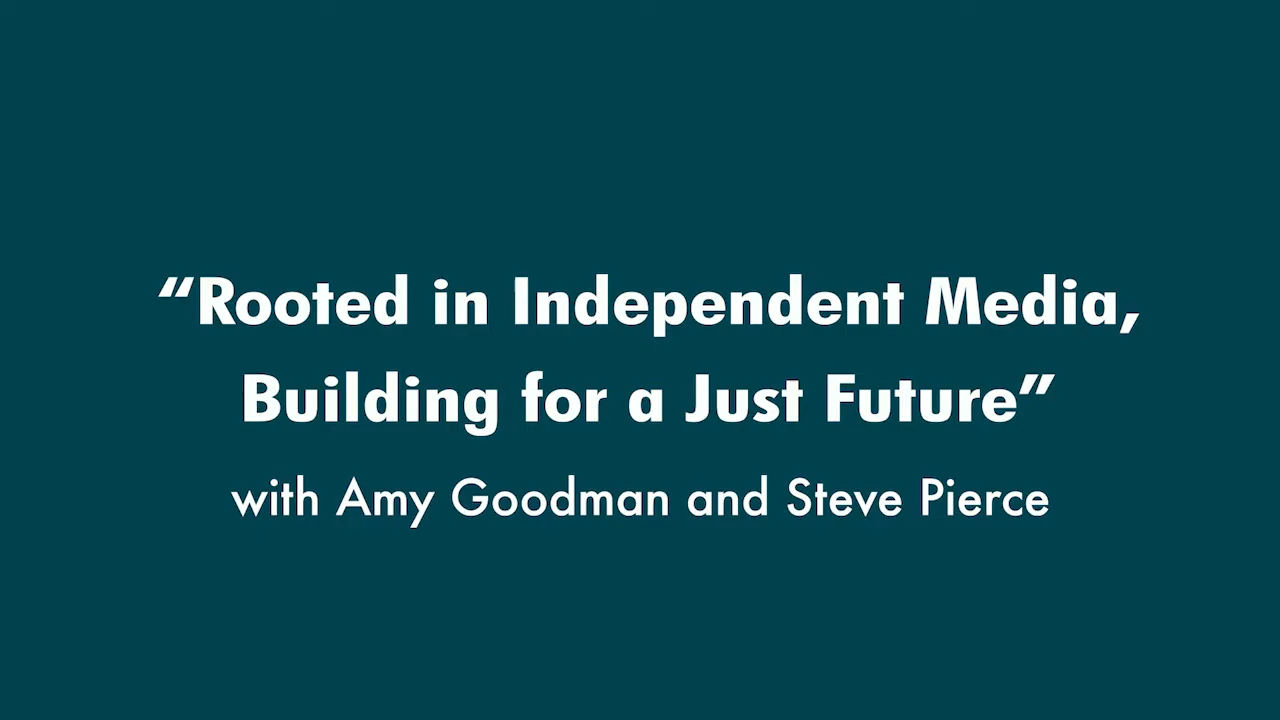 “Rooted in Independent Media,
Building for a Just Future”
with Amy Goodman and Steve Pierce